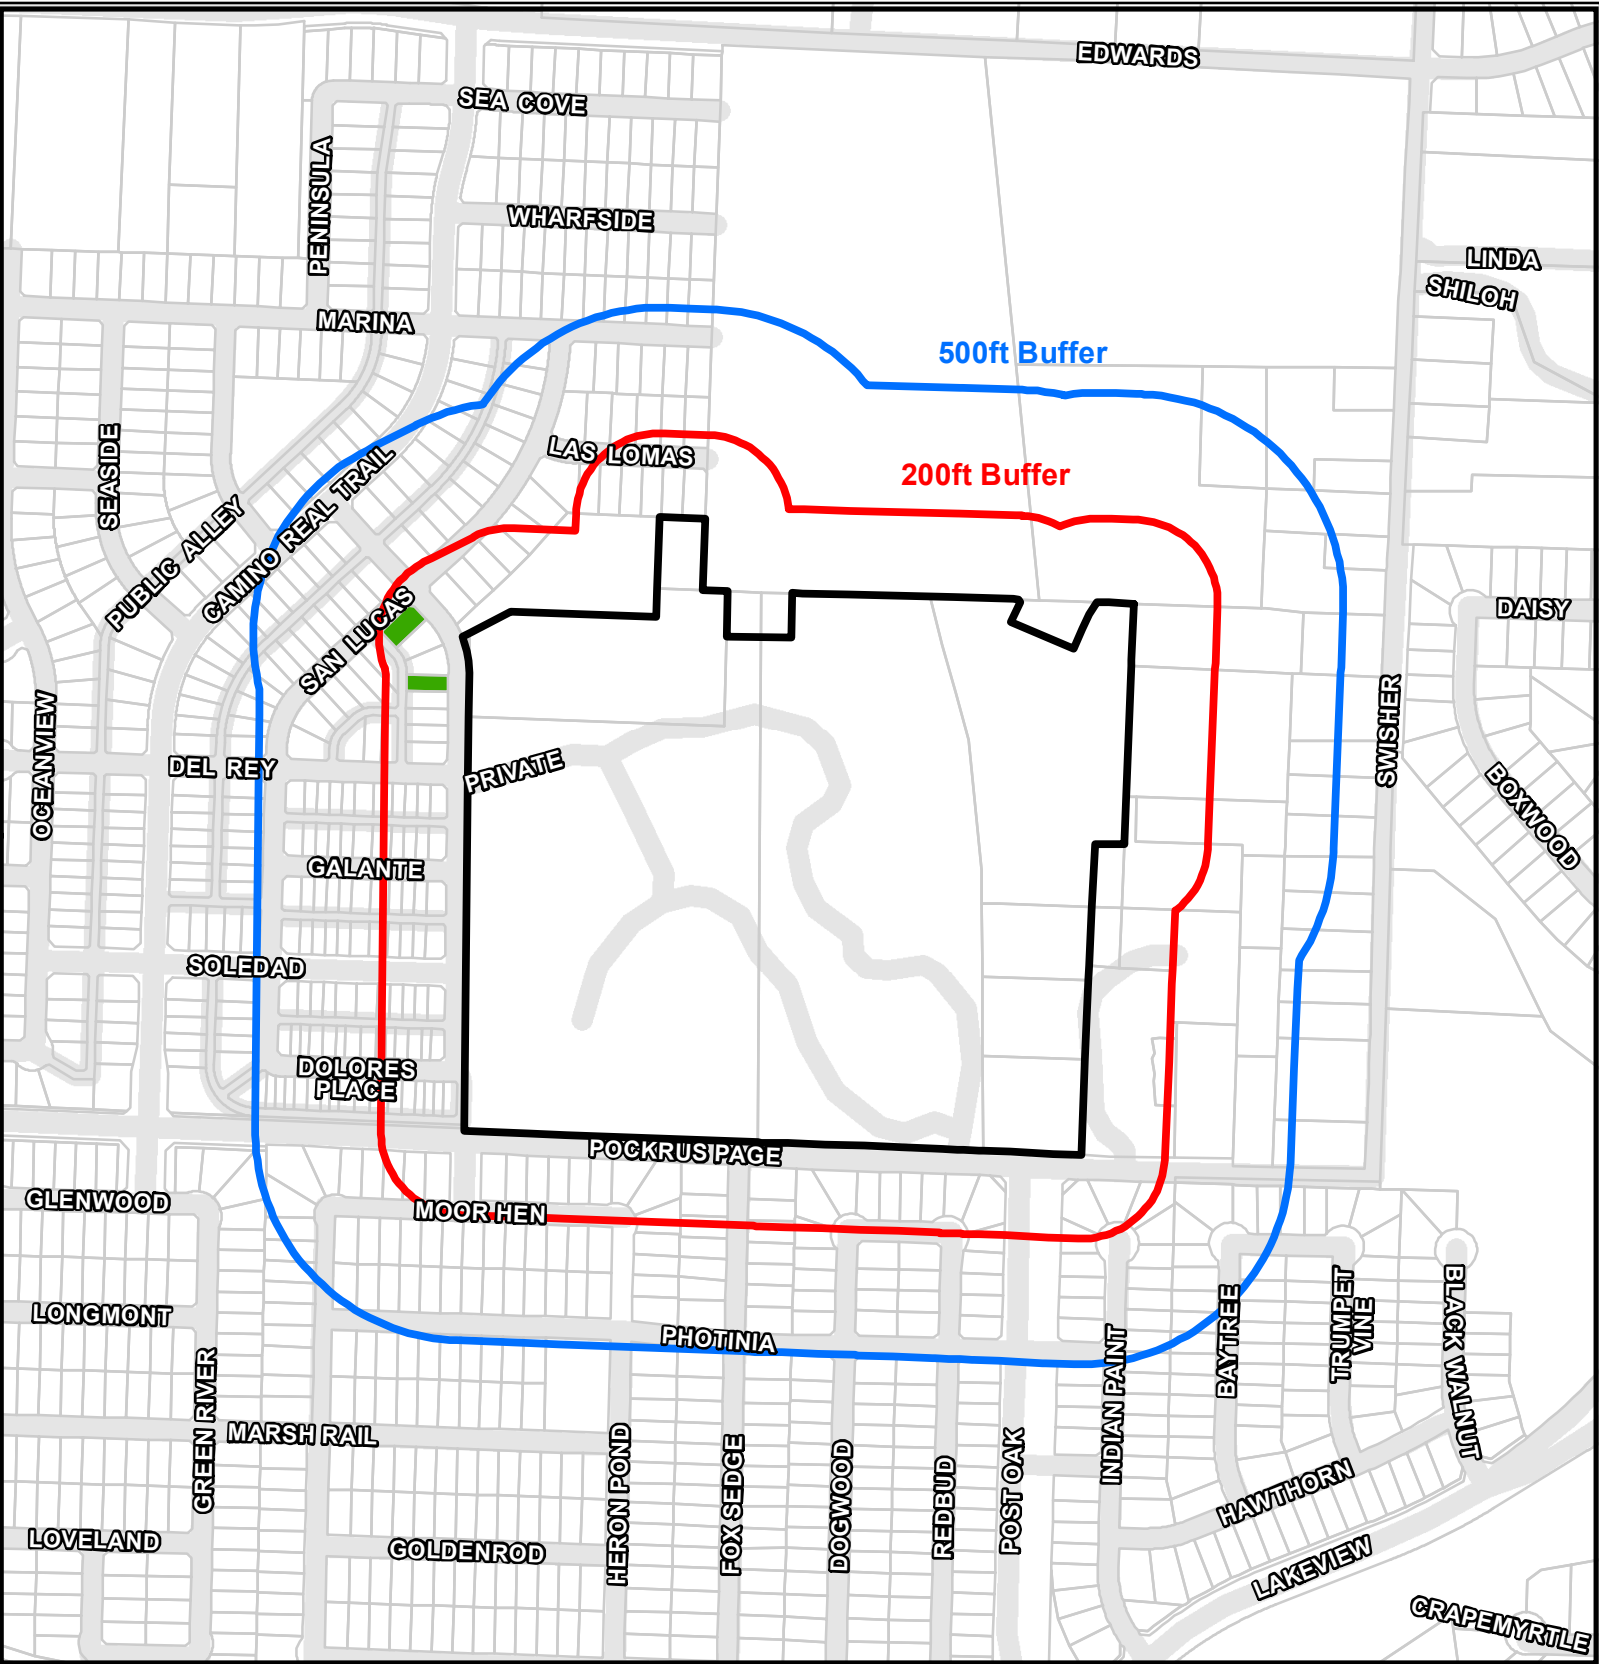 EDWARDS
SEA COVE
PENINSULA
WHARFSIDE
LINDA
SHILOH
MARINA
500ft Buffer
LAS LOMAS
200ft Buffer
SEASIDE
PUBLIC ALLEY
CAMINO REAL TRAIL
SAN LUCAS
DAISY
OCEANVIEW
SWISHER
DEL REY
PRIVATE
BOXWOOD
GALANTE
SOLEDAD
DOLORES
PLACE
POCKRUS PAGE
GLENWOOD
MOOR HEN
LONGMONT
PHOTINIA
BAYTREE
TRUMPET
VINE
BLACK WALNUT
GREEN RIVER
INDIAN PAINT
MARSH RAIL
HERON POND
FOX SEDGE
DOGWOOD
REDBUD
POST OAK
HAWTHORN
LOVELAND
GOLDENROD
LAKEVIEW
CRAPEMYRTLE